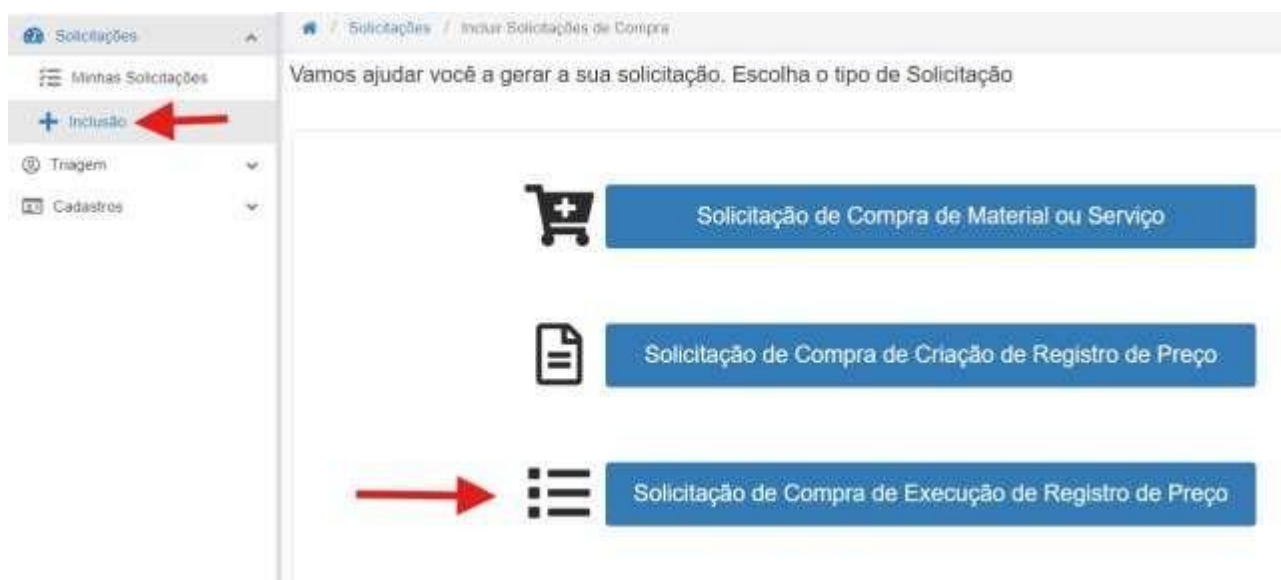 Solicitações
Minhas Solicitações
Inclusão
Triagem
Cadastros
/ Solicitações / Incluir Solicitações de Compra
Vamos ajudar você a gerar a sua solicitação. Escolha o tipo de Solicitação
Solicitação de Compra de Material ou Serviço
Solicitação de Compra de Criação de Registro de Preço
Solicitação de Compra de Execução de Registro de Preço